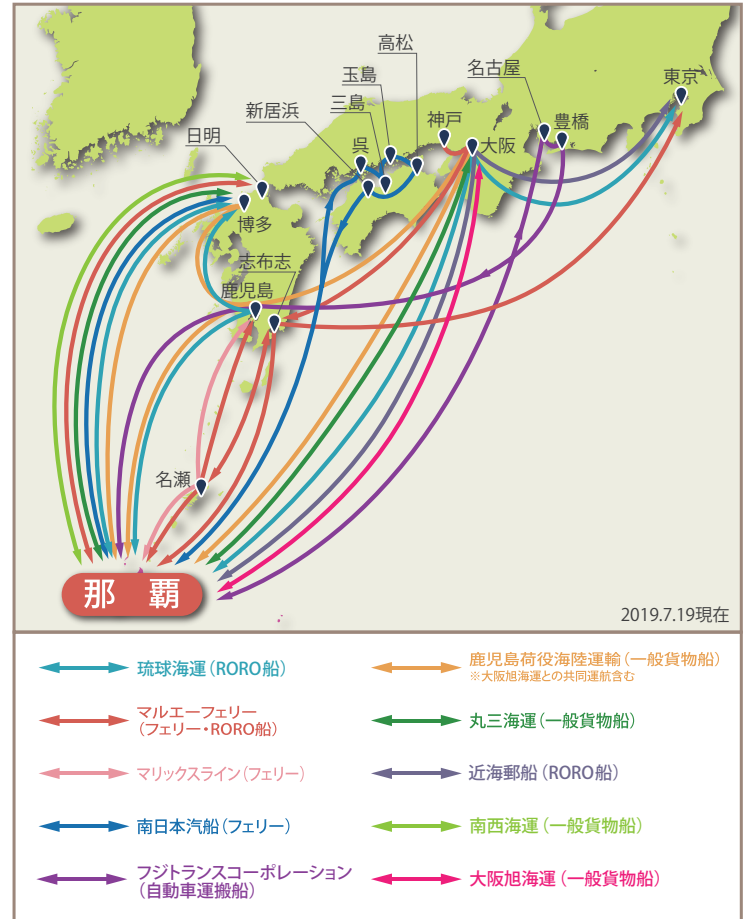 高松
玉島
名古屋
東京
三島
新居浜
神戸
豊橋
日明
呉
大阪
博多
志布志
鹿児島
名瀬
那覇
2019.7.19現在
琉球海運（RORO船）
鹿児島荷役海陸運輸（一般貨物船）
※大阪旭海運との共同運航含む
マルエーフェリー
（フェリー・RORO船）
丸三海運（一般貨物船）
マリックスライン（フェリー）
近海郵船（RORO船）
南日本汽船（フェリー）
南西海運（一般貨物船）
フジトランスコーポレーション
（自動車運搬船）
大阪旭海運（一般貨物船）